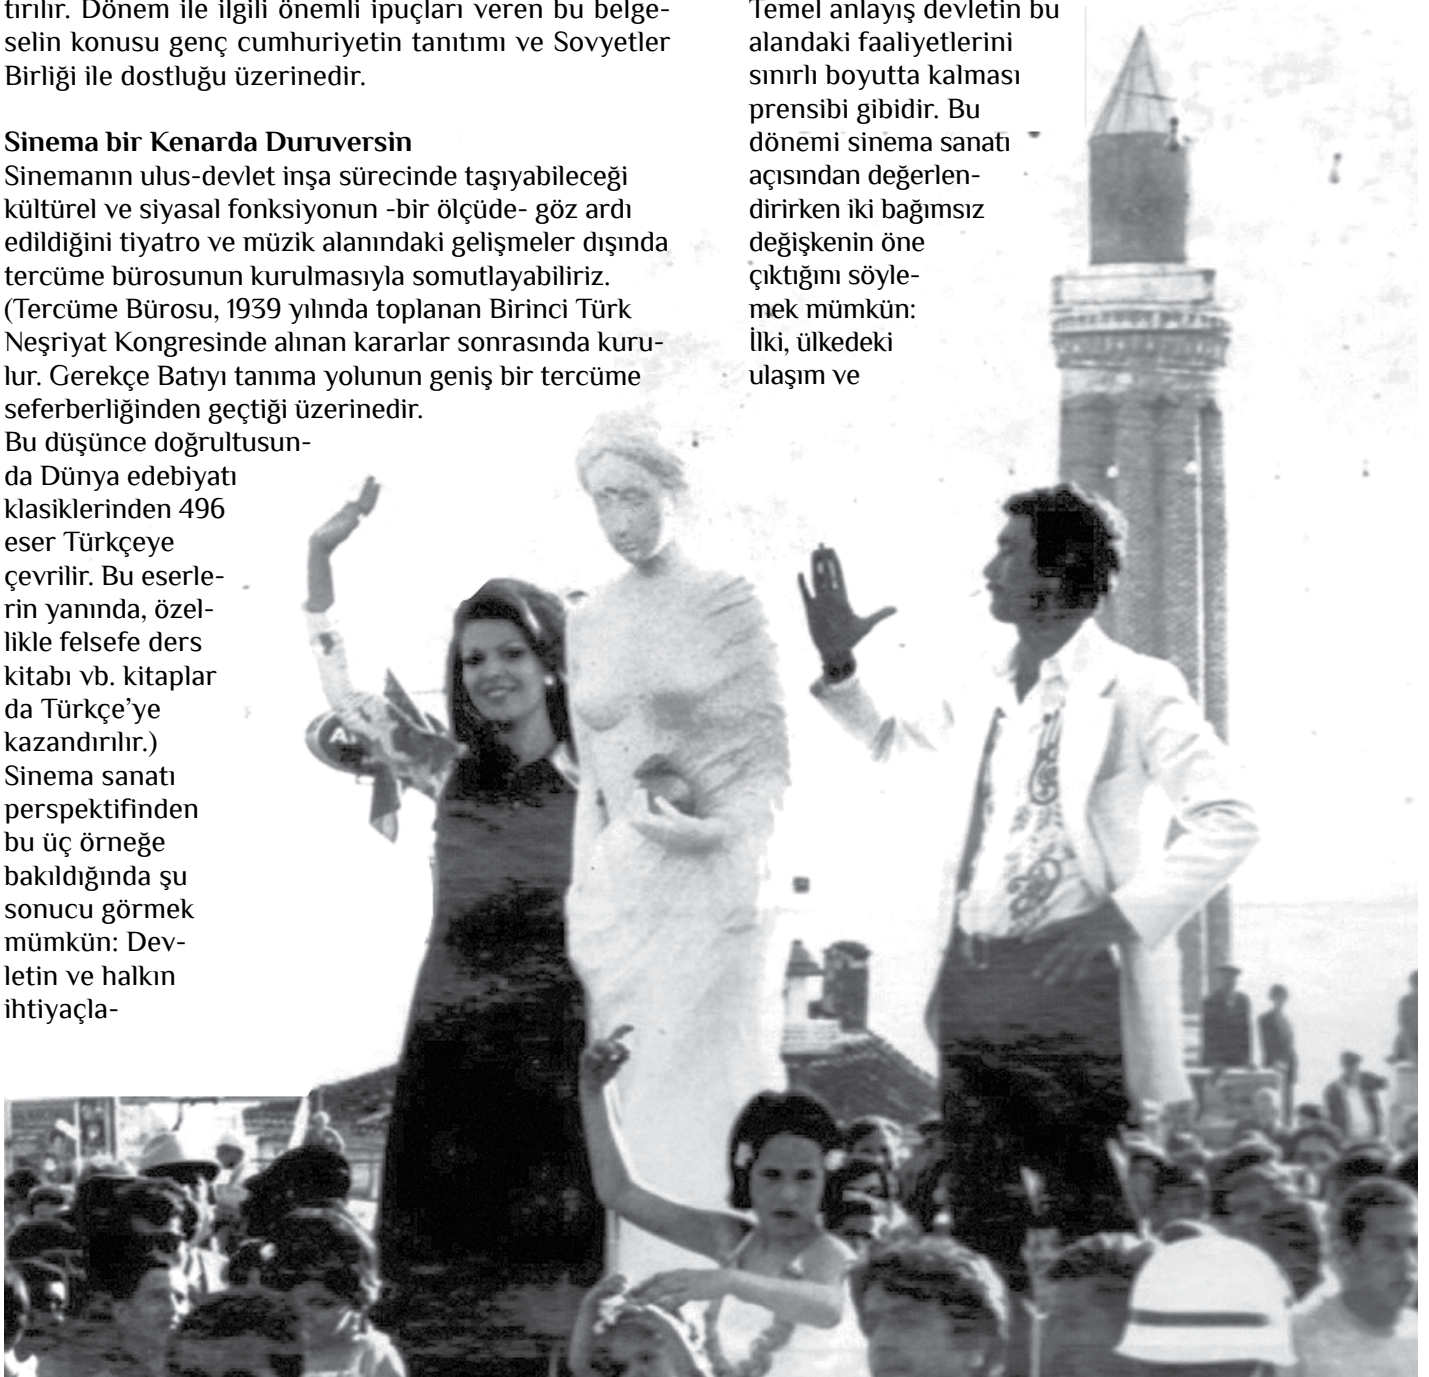 tırılır. Dönem ile ilgili önemli ipuçları veren bu belge-
selin konusu genç cumhuriyetin tanıtımı ve Sovyetler
Birliği ile dostluğu üzerinedir.
Sinema bir Kenarda Duruversin
Sinemanın ulus-devlet inşa sürecinde taşıyabileceği
kültürel ve siyasal fonksiyonun -bir ölçüde- göz ardı
edildiğini tiyatro ve müzik alanındaki gelişmeler dışında
tercüme bürosunun kurulmasıyla somutlayabiliriz.
(Tercüme Bürosu, 1939 yılında toplanan Birinci Türk
Neşriyat Kongresinde alınan kararlar sonrasında kuru-
lur. Gerekçe Batıyı tanıma yolunun geniş bir tercüme
seferberliğinden geçtiği üzerinedir.
Bu düşünce doğrultusun-
da Dünya edebiyatı
klasiklerinden 496
eser Türkçeye
çevrilir. Bu eserle-
rin yanında, özel-
likle felsefe ders
kitabı vb. kitaplar
da Türkçe’ye
kazandırılır.)
Sinema sanatı
perspektifinden
bu üç örneğe
bakıldığında şu
sonucu görmek
mümkün: Dev-
letin ve halkın
ihtiyaçla-
Temel anlayış devletin bu
alandaki faaliyetlerini
sınırlı boyutta kalması
prensibi gibidir. Bu
dönemi sinema sanatı
açısından değerlen-
dirirken iki bağımsız
değişkenin öne
çıktığını söyle-
mek mümkün:
İlki, ülkedeki
ulaşım ve